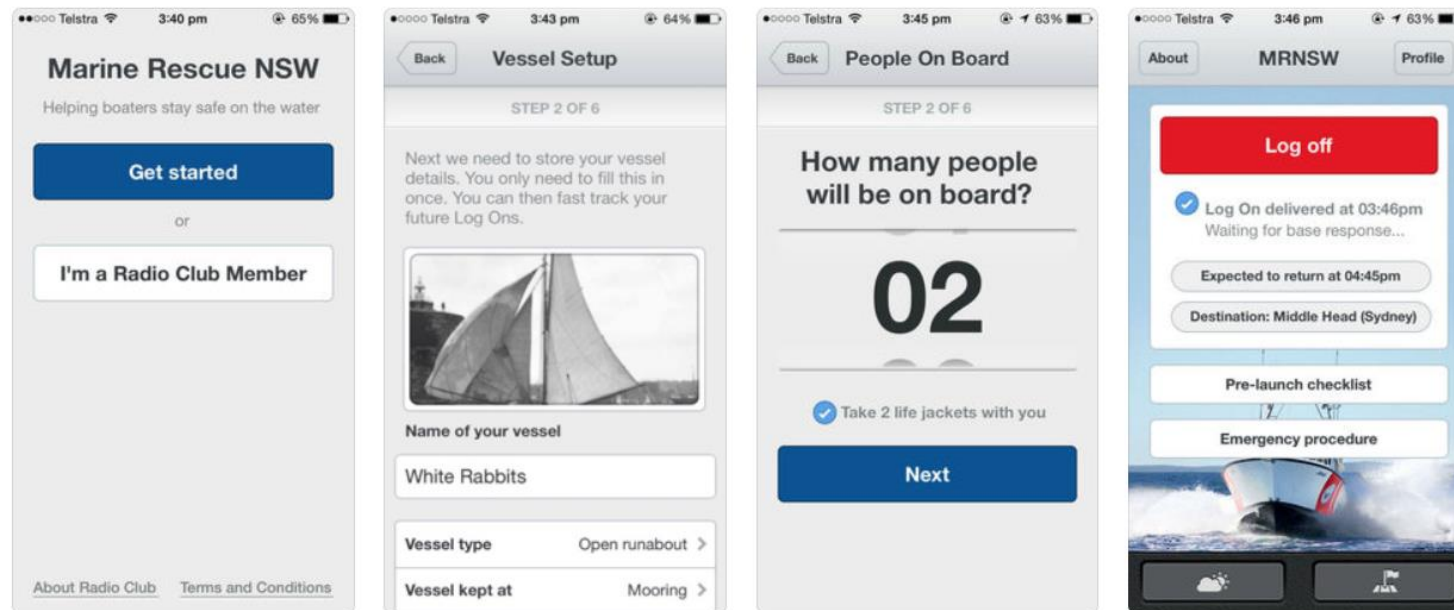 ●●○○○ Telstra 3:40 pm 65%
Marine Rescue NSW
Helping boaters stay safe on the water
Get started
or
I'm a Radio Club Member
About Radio Club Terms and Conditions
●○○○○ Telstra 3:43 pm 64%
Back Vessel Setup
STEP 2 OF 6
Next we need to store your vessel
details. You only need to fill this in
once. You can then fast track your
future Log Ons.
Name of your vessel
White Rabbits
Vessel type Open runabout >
Vessel kept at Mooring >
●○○○○ Telstra 3:45 pm 63%
Back People On Board
STEP 2 OF 6
How many people
will be on board?
02
Take 2 life jackets with you
Next
●○○○○ Telstra 3:46 pm 63%
About MRNSW Profile
Log off
Log On delivered at 03:46pm
Waiting for base response...
Expected to return at 04:45pm
Destination: Middle Head (Sydney)
Pre-launch checklist
Emergency procedure